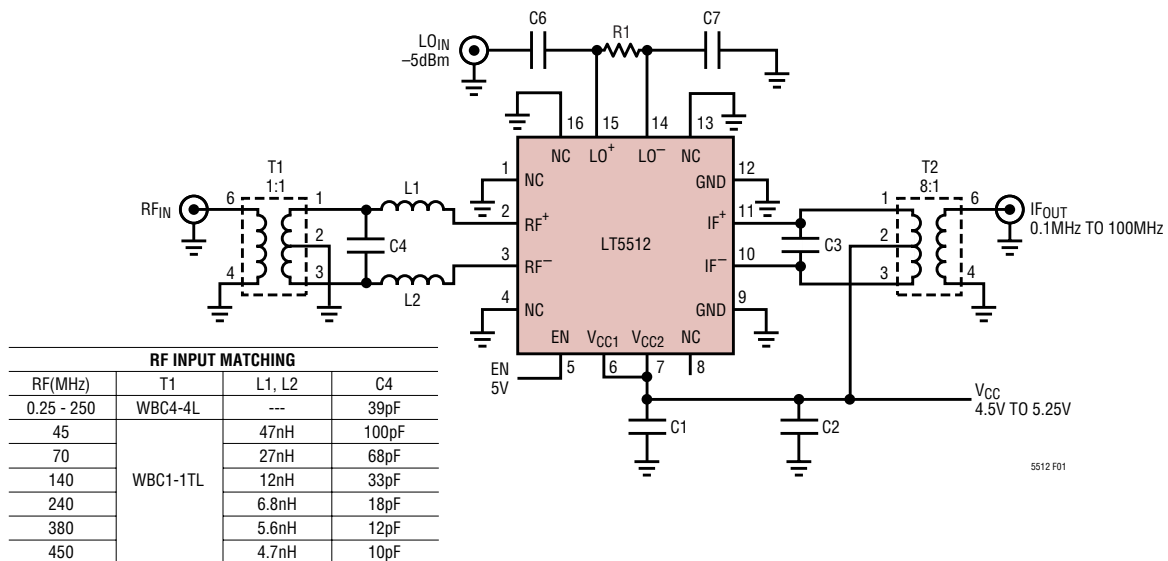 C6
R1
C7
LOIN
–5dBm
16
15
14
13
NC
LO+
LO–
NC
T1
1:1
RFIN
6
4
1
2
3
L1
C4
L2
1
NC
2
RF+
3
RF–
4
NC
LT5512
12
GND
11
IF+
10
IF–
9
GND
EN
VCC1
VCC2
NC
5
6
7
8
EN
5V
C3
T2
8:1
1
2
3
6
4
IFOUT
0.1MHz TO 100MHz
C1
C2
VCC
4.5V TO 5.25V
5512 F01
RF INPUT MATCHING
RF(MHz) T1 L1, L2 C4
0.25 - 250 WBC4-4L --- 39pF
45 47nH 100pF
70 27nH 68pF
140 WBC1-1TL 12nH 33pF
240 6.8nH 18pF
380 5.6nH 12pF
450 4.7nH 10pF